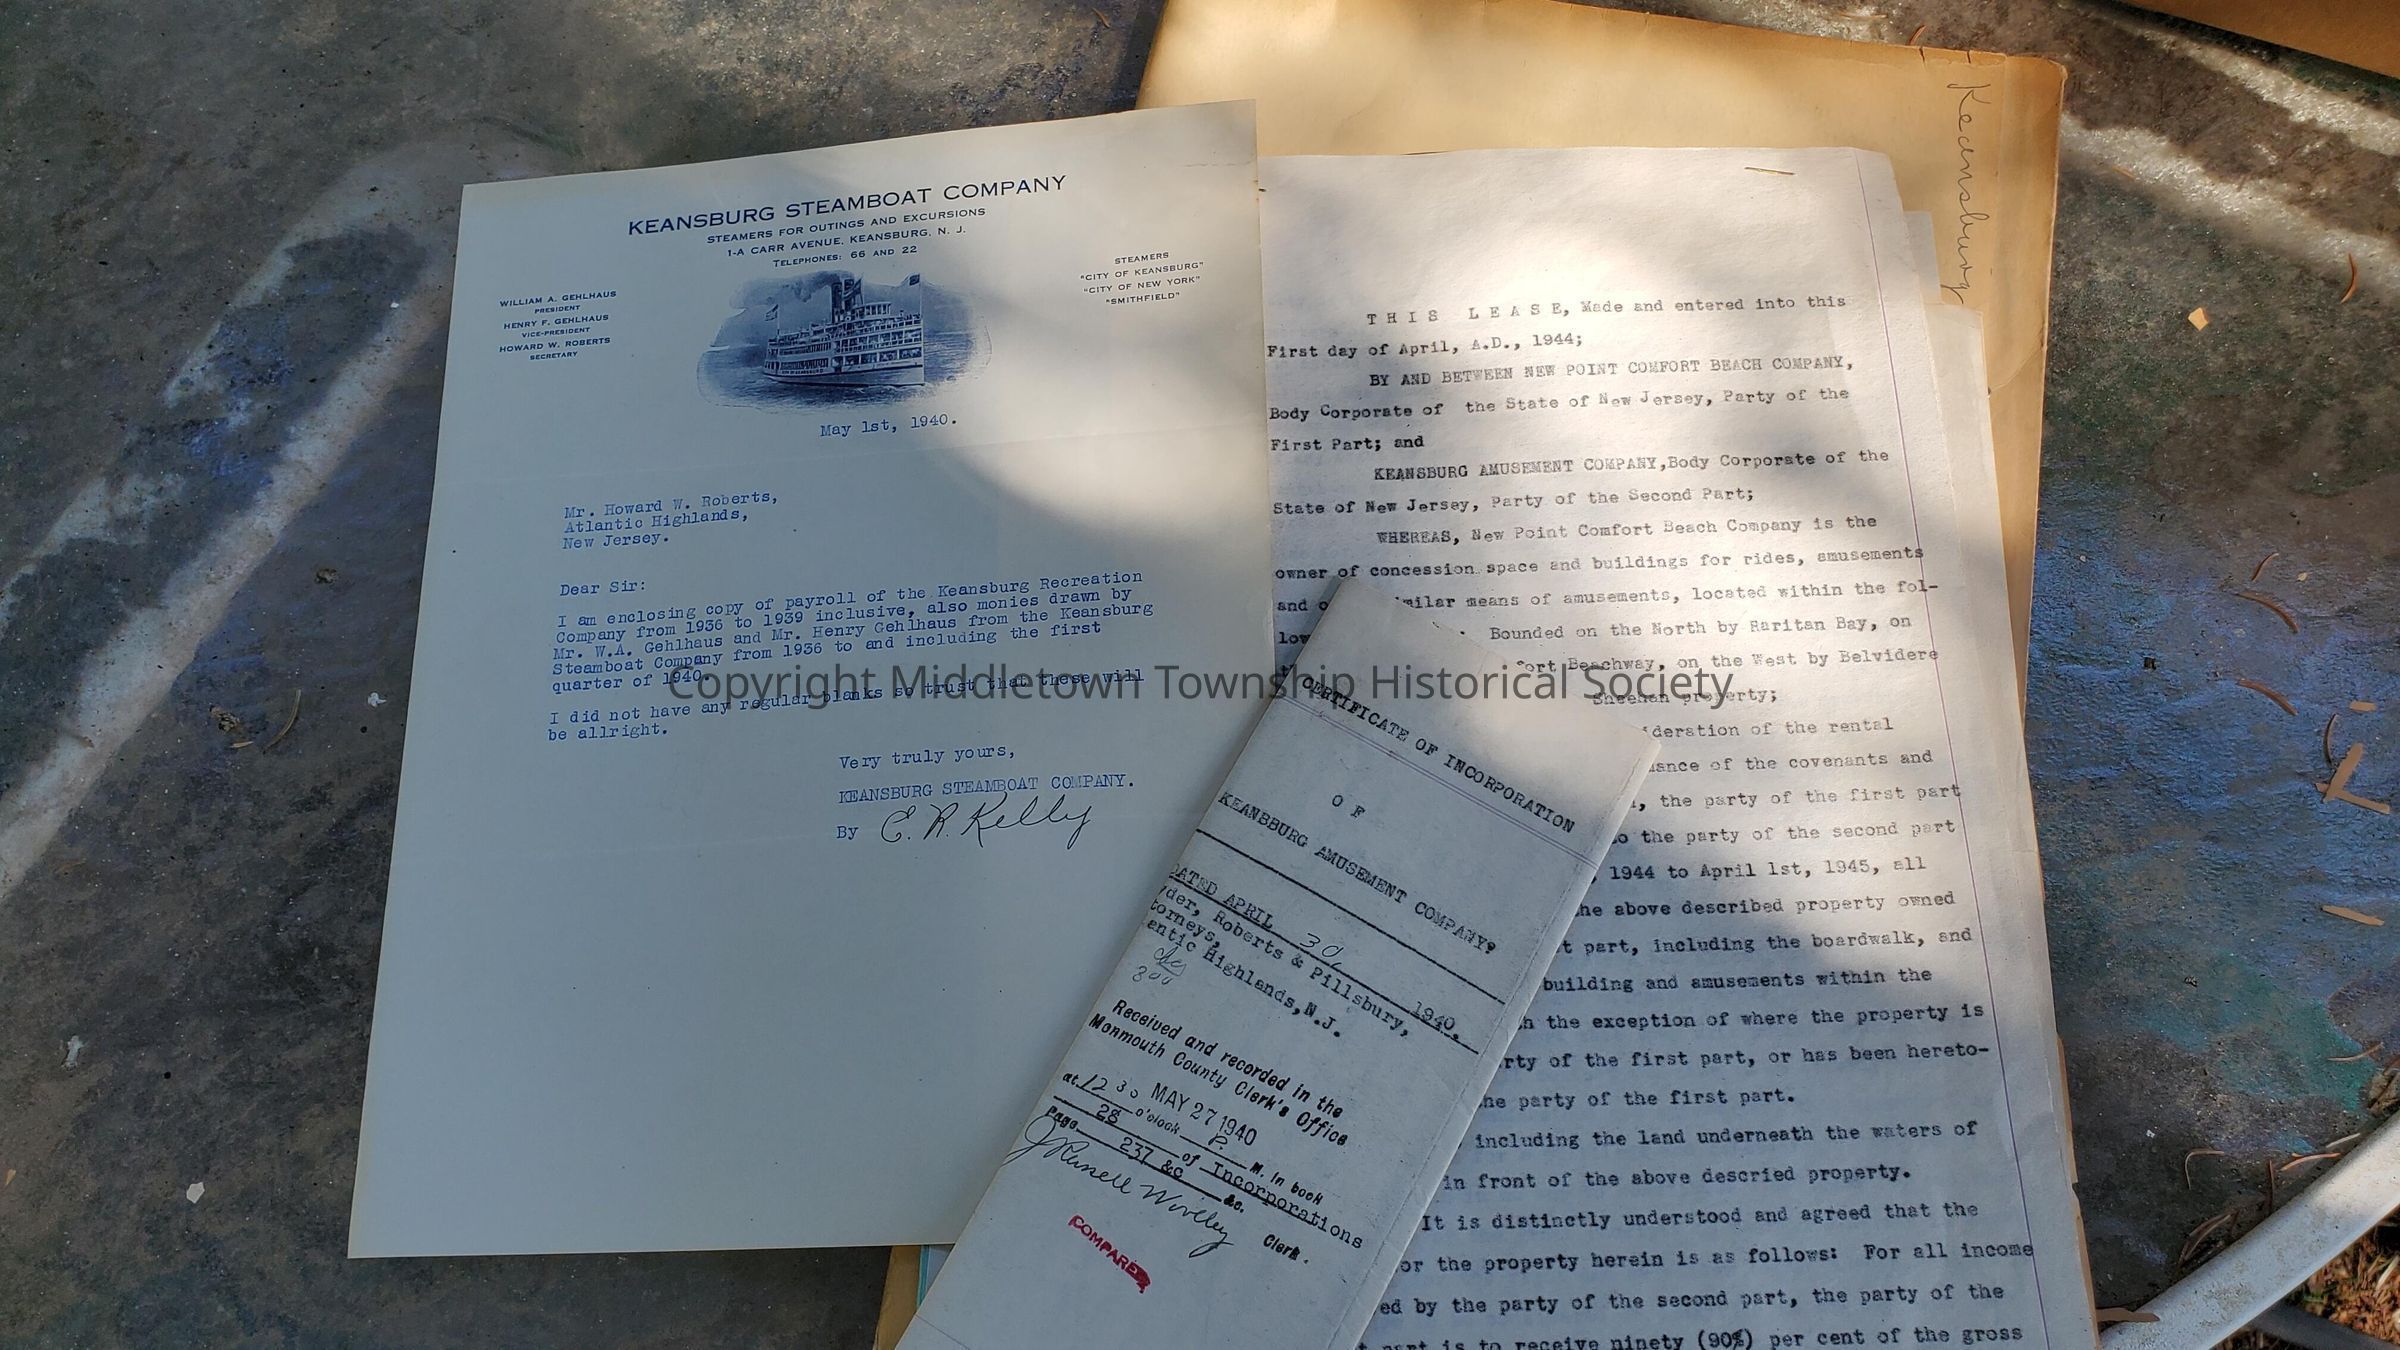 KEANSBURG STEAMBOAT COMPANY
STEAMERS FOR OUTINGS AND EXCURSIONS
1-A CARR AVENUE, KEANSBURG, N. J.
TELEPHONES: 66 AND 22
WILLIAM A. GEHLHAUS
PRESIDENT
HENRY F. GEHLHAUS
VICE-PRESIDENT
HOWARD W. ROBERTS
SECRETARY
STEAMERS
"CITY OF KEANSBURG"
"CITY OF NEW YORK"
"SMITHFIELD"
May 1st, 1940.
Mr. Howard W. Roberts,
Atlantic Highlands,
New Jersey.
Dear Sir:
I am enclosing copy of payroll of the Keansburg Recreation
Company from 1936 to 1939 inclusive, also monies drawn by
Mr. W.A. Gehlhaus and Mr. Henry Gehlhaus from the Keansburg
Steamboat Company from 1936 to and including the first
quarter of 1940.
I did not have any regular blanks so trust that these will
be allright.
Very truly yours,
KEANSBURG STEAMBOAT COMPANY.
By E. R. Kelly
Keansburg
THIS LEASE, Made and entered into this
First day of April, A.D., 1944;
BY AND BETWEEN NEW POINT COMFORT BEACH COMPANY,
Body Corporate of the State of New Jersey, Party of the
First Part; and
KEANSBURG AMUSEMENT COMPANY,Body Corporate of the
State of New Jersey, Party of the Second Part;
WHEREAS, New Point Comfort Beach Company is the
owner of concession space and buildings for rides, amusements
and means of amusements, located within the fol-
Bounded on the North by Raritan Bay, on
Beachway, on the West by Belvidere
Sheehan property;
of the rental
of the covenants and
the party of the first part
the party of the second part
1944 to April 1st, 1945, all
above described property owned
part, including the boardwalk, and
building and amusements within the
the exception of where the property is
of the first part, or has been hereto-
the party of the first part.
including the land underneath the waters of
in front of the above descried property.
It is distinctly understood and agreed that the
the property herein is as follows: For all income
by the party of the second part, the party of the
is to receive ninety (90%) per cent of the gross
CERTIFICATE OF INCORPORATION
OF
KEANSBURG AMUSEMENT COMPANY?
DATED APRIL 30, 1940.
Roberts & Pillsbury,
Highlands,N.J.
Received and recorded in the
Monmouth County Clerk's Office
at 12 30 MAY 27 1940
o'clock P. M. in book
28 of Incorporations
Page 237 &c &c.
J Russell Woolley Clerk.
Copyright Middletown Township Historical Society